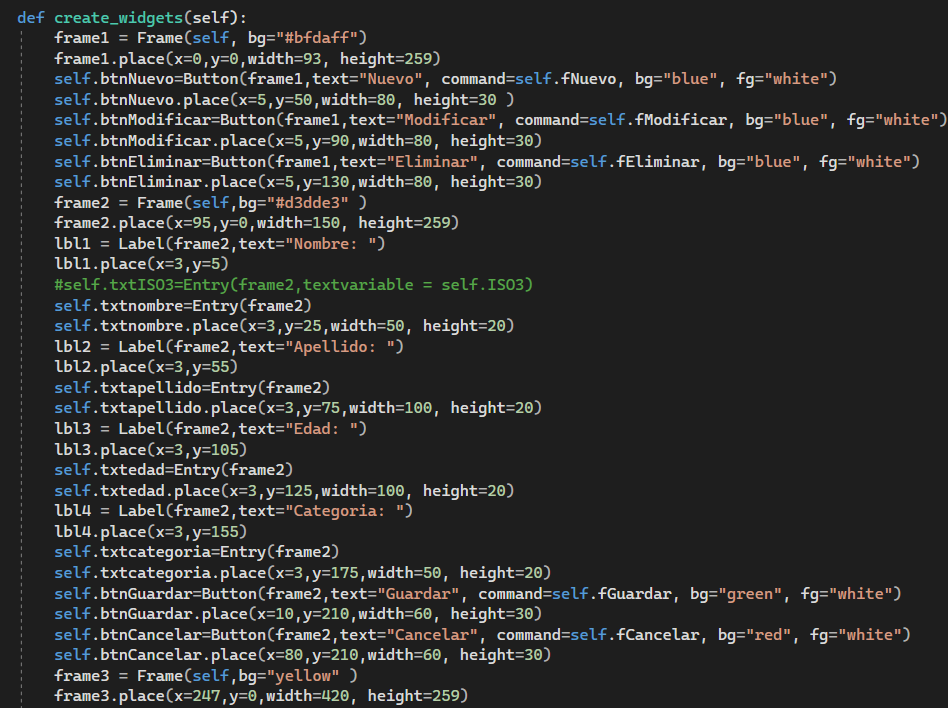 def create_widgets(self):
    frame1 = Frame(self, bg="#bfdaff")
    frame1.place(x=0,y=0,width=93, height=259)
    self.btnNuevo=Button(frame1,text="Nuevo", command=self.fNuevo, bg="blue", fg="white")
    self.btnNuevo.place(x=5,y=50,width=80, height=30 )
    self.btnModificar=Button(frame1,text="Modificar", command=self.fModificar, bg="blue", fg="white")
    self.btnModificar.place(x=5,y=90,width=80, height=30)
    self.btnEliminar=Button(frame1,text="Eliminar", command=self.fEliminar, bg="blue", fg="white")
    self.btnEliminar.place(x=5,y=130,width=80, height=30)
    frame2 = Frame(self,bg="#d3dde3" )
    frame2.place(x=95,y=0,width=150, height=259)
    lbl1 = Label(frame2,text="Nombre: ")
    lbl1.place(x=3,y=5)
    #self.txtISO3=Entry(frame2,textvariable = self.ISO3)
    self.txtnombre=Entry(frame2)
    self.txtnombre.place(x=3,y=25,width=50, height=20)
    lbl2 = Label(frame2,text="Apellido: ")
    lbl2.place(x=3,y=55)
    self.txtapellido=Entry(frame2)
    self.txtapellido.place(x=3,y=75,width=100, height=20)
    lbl3 = Label(frame2,text="Edad: ")
    lbl3.place(x=3,y=105)
    self.txtedad=Entry(frame2)
    self.txtedad.place(x=3,y=125,width=100, height=20)
    lbl4 = Label(frame2,text="Categoria: ")
    lbl4.place(x=3,y=155)
    self.txtcategoria=Entry(frame2)
    self.txtcategoria.place(x=3,y=175,width=50, height=20)
    self.btnGuardar=Button(frame2,text="Guardar", command=self.fGuardar, bg="green", fg="white")
    self.btnGuardar.place(x=10,y=210,width=60, height=30)
    self.btnCancelar=Button(frame2,text="Cancelar", command=self.fCancelar, bg="red", fg="white")
    self.btnCancelar.place(x=80,y=210,width=60, height=30)
    frame3 = Frame(self,bg="yellow" )
    frame3.place(x=247,y=0,width=420, height=259)